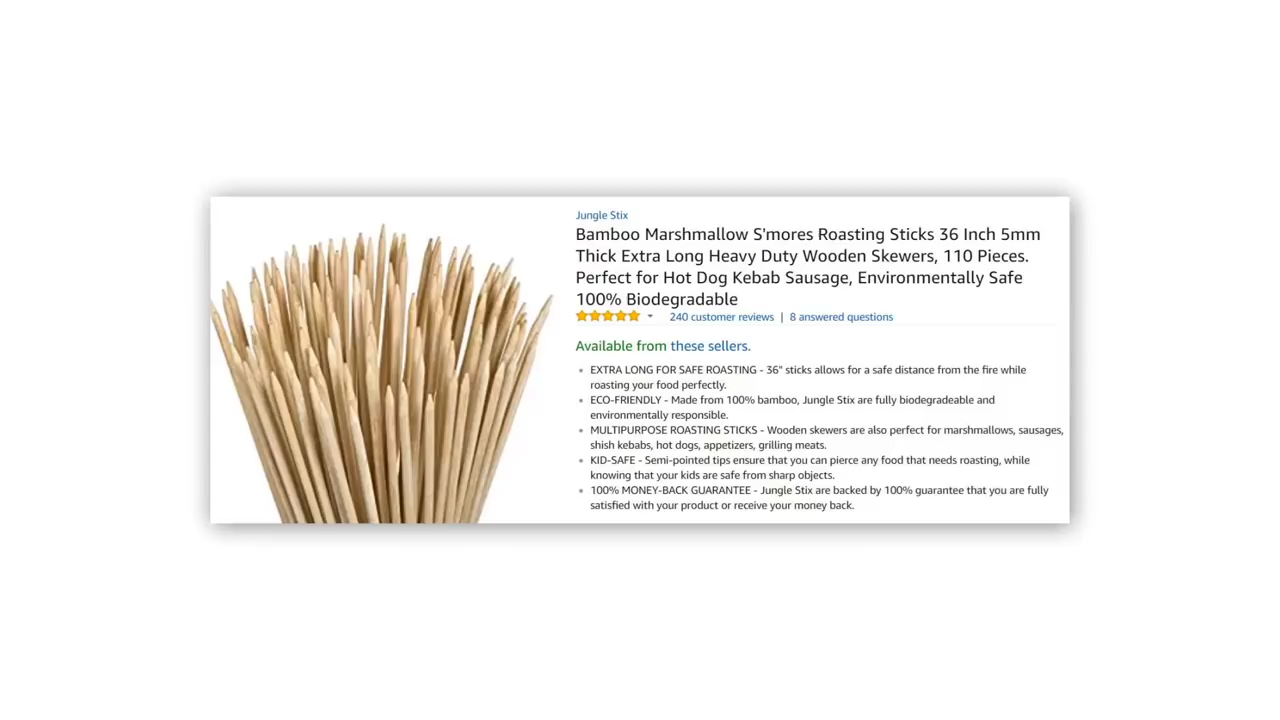 Jungle Stix
Bamboo Marshmallow S'mores Roasting Sticks 36 Inch 5mm
Thick Extra Long Heavy Duty Wooden Skewers, 110 Pieces.
Perfect for Hot Dog Kebab Sausage, Environmentally Safe
100% Biodegradable
240 customer reviews | 8 answered questions
Available from these sellers.
• EXTRA LONG FOR SAFE ROASTING - 36" sticks allows for a safe distance from the fire while
roasting your food perfectly.
• ECO-FRIENDLY - Made from 100% bamboo, Jungle Stix are fully biodegradeable and
environmentally responsible.
• MULTIPURPOSE ROASTING STICKS - Wooden skewers are also perfect for marshmallows, sausages,
shish kebabs, hot dogs, appetizers, grilling meats.
• KID-SAFE - Semi-pointed tips ensure that you can pierce any food that needs roasting, while
knowing that your kids are safe from sharp objects.
• 100% MONEY-BACK GUARANTEE - Jungle Stix are backed by 100% guarantee that you are fully
satisfied with your product or receive your money back.